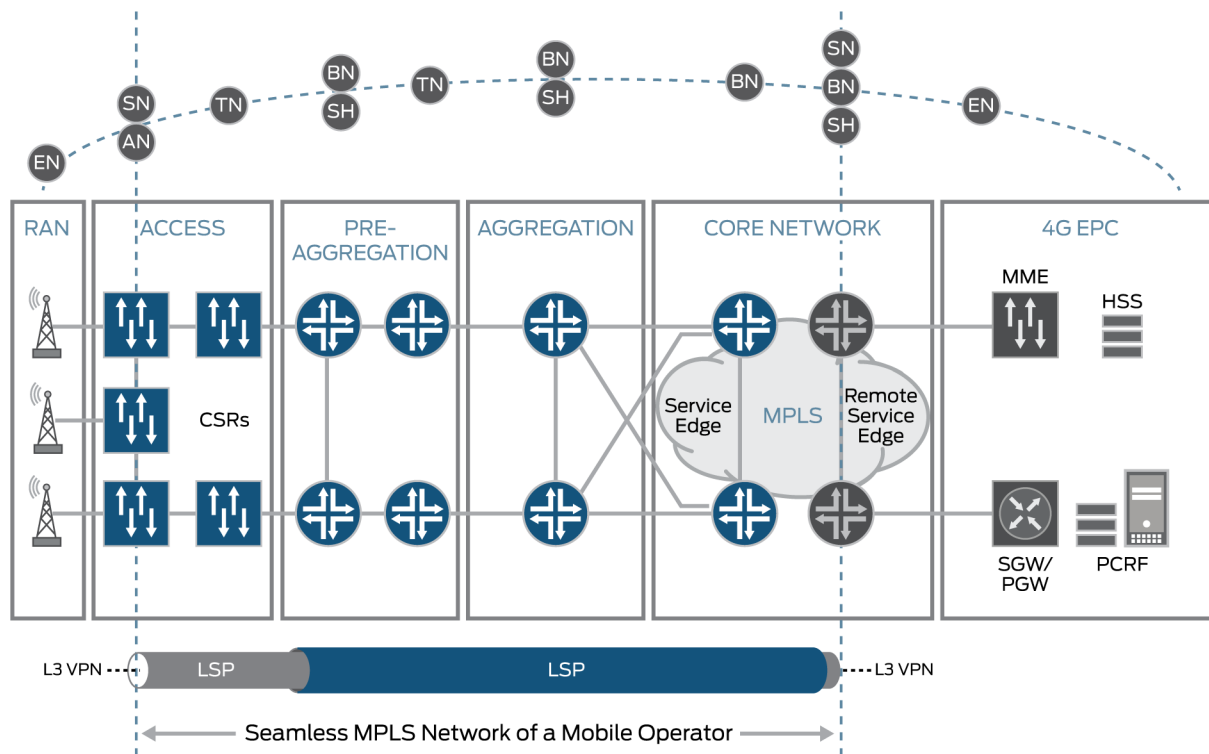 SN
BN
BN
SN
BN
TN
BN
BN
SN
TN
SH
SH
EN
AN
SH
EN
RAN
ACCESS
PRE-
AGGREGATION
AGGREGATION
CORE NETWORK
4G EPC
MME
HSS
CSRs
Service
Edge
MPLS
Remote
Service
Edge
SGW/
PGW
PCRF
L3 VPN
LSP
LSP
L3 VPN
Seamless MPLS Network of a Mobile Operator